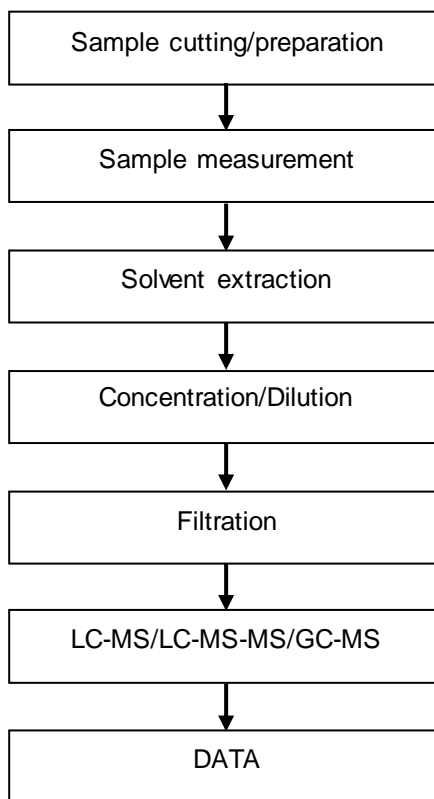 Sample cutting/preparation
Sample measurement
Solvent extraction
Concentration/Dilution
Filtration
LC-MS/LC-MS-MS/GC-MS
DATA